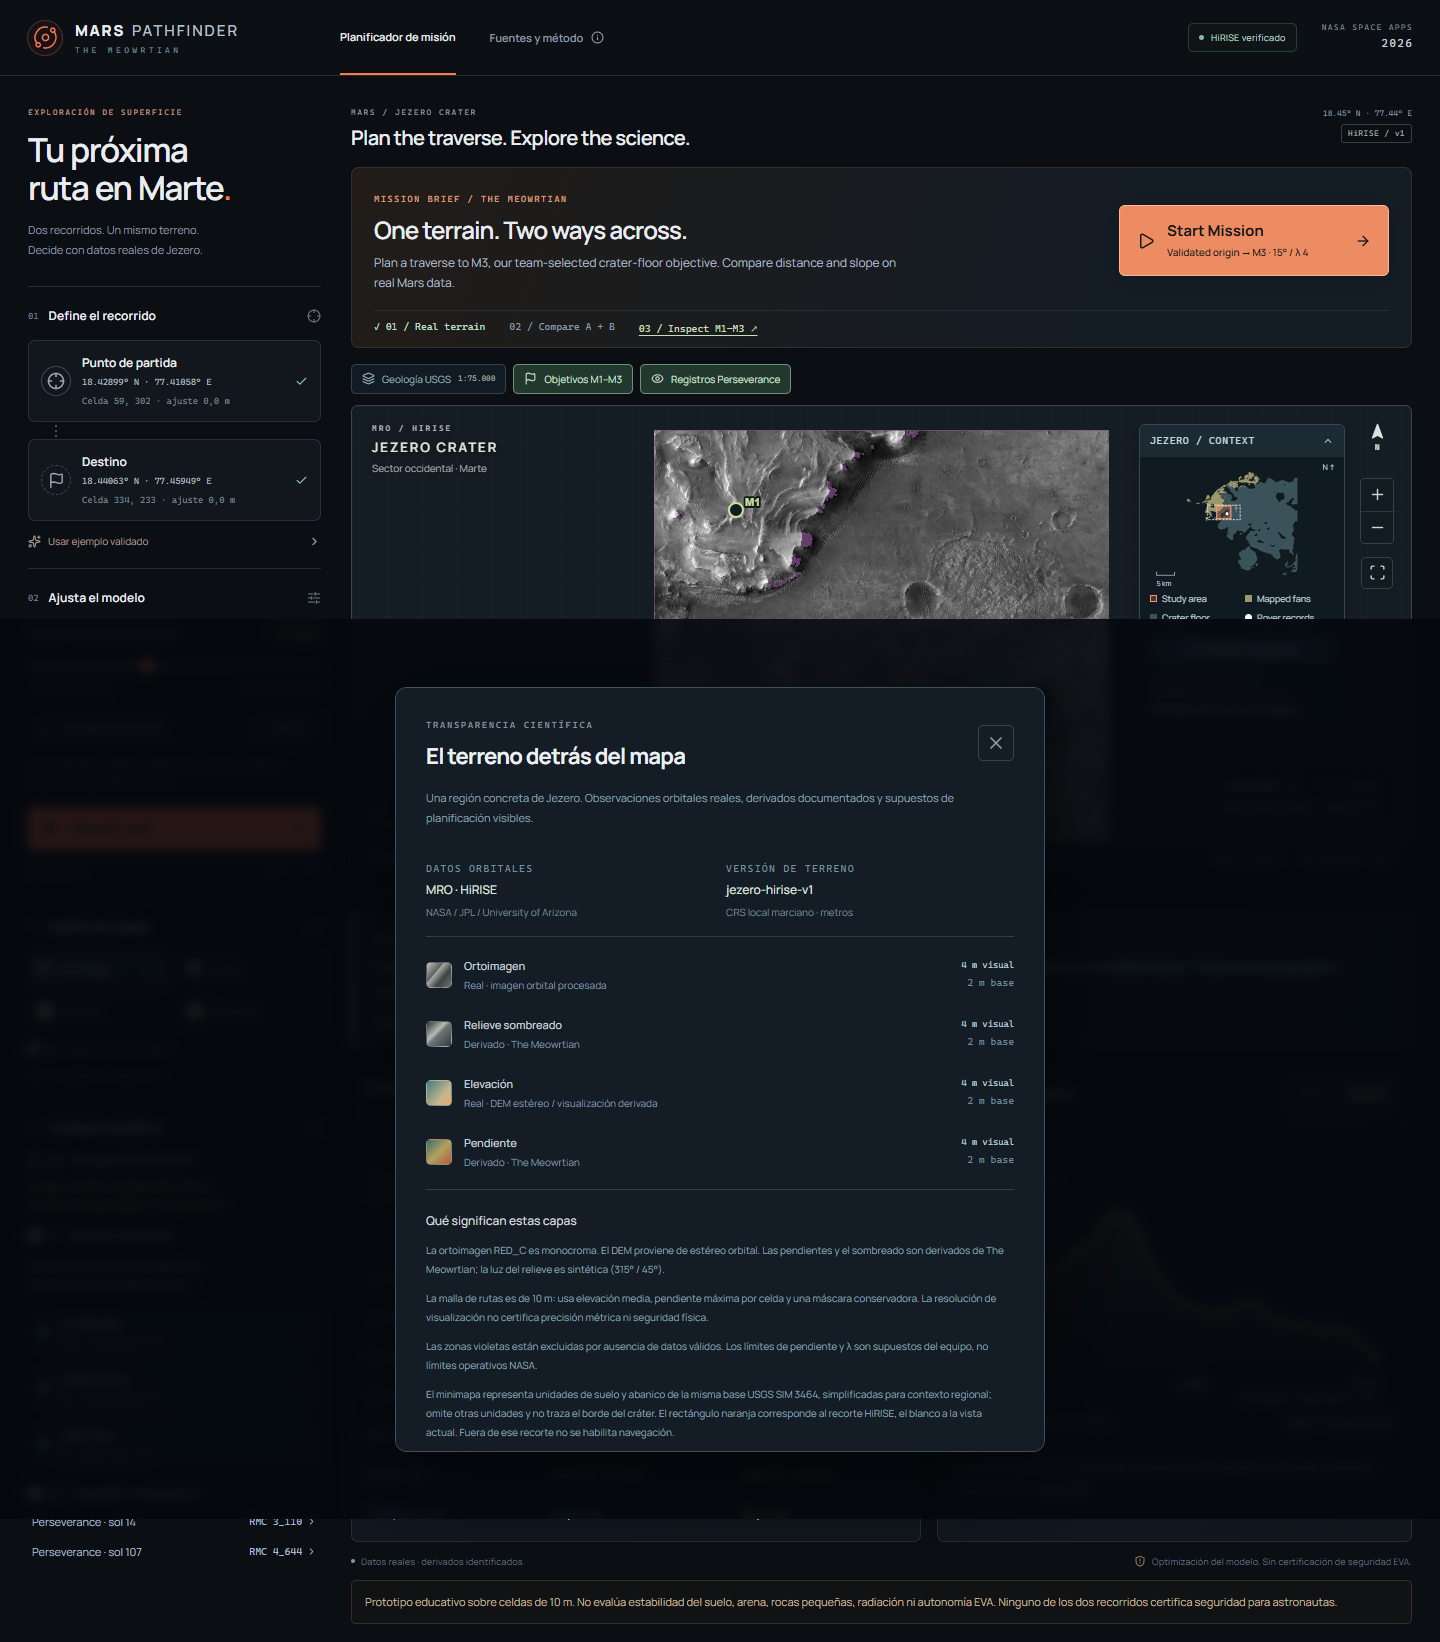 MARS PATHFINDER
THE MEOWRTIAN
Planificador de misión
Fuentes y método
HiRISE verificado
NASA SPACE APPS
2026
EXPLORACIÓN DE SUPERFICIE
Tu próxima
ruta en Marte.
Dos recorridos. Un mismo terreno.
Decide con datos reales de Jezero.
01 Define el recorrido
Punto de partida
18.42899° N · 77.41058° E
Celda 59, 302 · ajuste 0,0 m
Destino
18.44063° N · 77.45949° E
Celda 334, 233 · ajuste 0,0 m
Usar ejemplo validado
02 Ajusta el modelo
MARS / JEZERO CRATER
Plan the traverse. Explore the science.
18.45° N · 77.44° E
HiRISE / v1
MISSION BRIEF / THE MEOWRTIAN
One terrain. Two ways across.
Plan a traverse to M3, our team-selected crater-floor objective. Compare distance and slope on
real Mars data.
Start Mission
Validated origin → M3 · 15° / λ 4
✓ 01 / Real terrain
02 / Compare A + B
03 / Inspect M1–M3 ↗
Geología USGS 1:75.000
Objetivos M1–M3
Registros Perseverance
MRO / HIRISE
JEZERO CRATER
Sector occidental · Marte
M1
JEZERO / CONTEXT
N ↑
5 km
Study area
Mapped fans
Crater floor
Rover records
N
TRANSPARENCIA CIENTÍFICA
El terreno detrás del mapa
Una región concreta de Jezero. Observaciones orbitales reales, derivados documentados y supuestos de
planificación visibles.
DATOS ORBITALES
MRO · HiRISE
NASA / JPL / University of Arizona
VERSIÓN DE TERRENO
jezero-hirise-v1
CRS local marciano · metros
Ortoimagen
Real · imagen orbital procesada
4 m visual
2 m base
Relieve sombreado
Derivado · The Meowrtian
4 m visual
2 m base
Elevación
Real · DEM estéreo / visualización derivada
4 m visual
2 m base
Pendiente
Derivado · The Meowrtian
4 m visual
2 m base
Qué significan estas capas
La ortoimagen RED_C es monocroma. El DEM proviene de estéreo orbital. Las pendientes y el sombreado son derivados de The
Meowrtian; la luz del relieve es sintética (315° / 45°).
La malla de rutas es de 10 m: usa elevación media, pendiente máxima por celda y una máscara conservadora. La resolución de
visualización no certifica precisión métrica ni seguridad física.
Las zonas violetas están excluidas por ausencia de datos válidos. Los límites de pendiente y λ son supuestos del equipo, no
límites operativos NASA.
El minimapa representa unidades de suelo y abanico de la misma base USGS SIM 3464, simplificadas para contexto regional;
omite otras unidades y no traza el borde del cráter. El rectángulo naranja corresponde al recorte HiRISE, el blanco a la vista
actual. Fuera de ese recorte no se habilita navegación.
Perseverance · sol 14
RMC 3_110
Perseverance · sol 107
RMC 4_644
Datos reales · derivados identificados
Optimización del modelo. Sin certificación de seguridad EVA.
Prototipo educativo sobre celdas de 10 m. No evalúa estabilidad del suelo, arena, rocas pequeñas, radiación ni autonomía EVA. Ninguno de los dos recorridos certifica seguridad para astronautas.